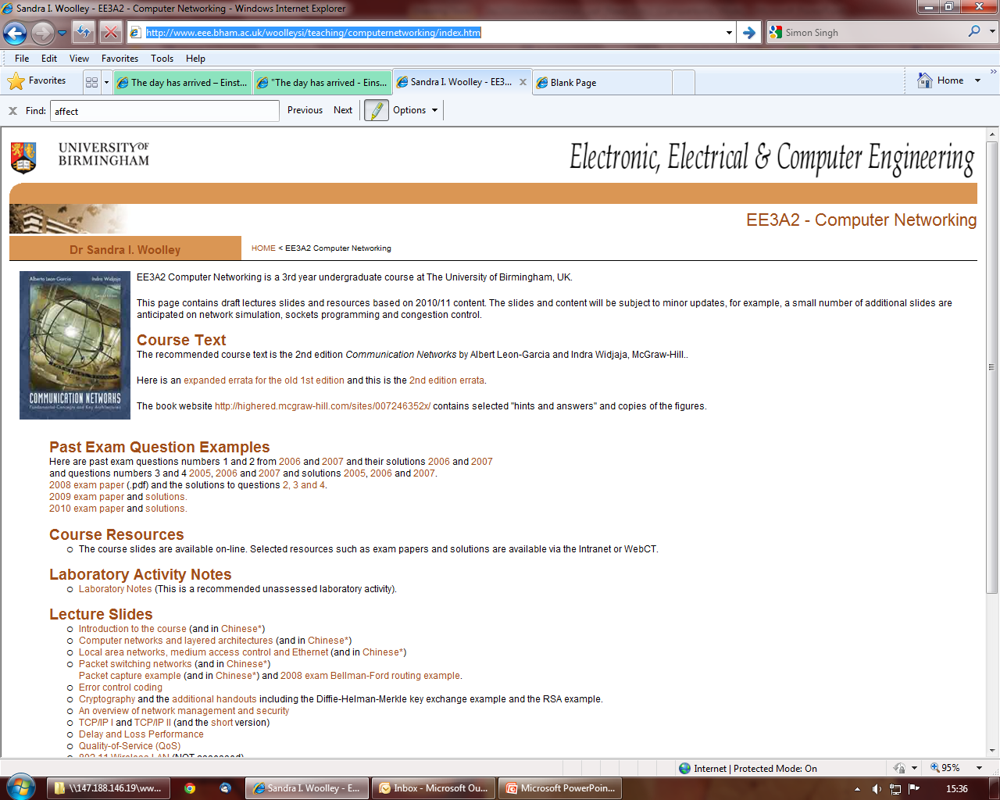 Sandra I. Woolley - EE3A2 - Computer Networking - Windows Internet Explorer
http://www.eee.bham.ac.uk/woolleysi/teaching/computernetworking/index.htm
Simon Singh
File Edit View Favorites Tools Help
Favorites
The day has arrived – Einst...
"The day has arrived - Eins...
Sandra I. Woolley - EE3...
Blank Page
Home
Find: affect Previous Next Options
UNIVERSITY OF
BIRMINGHAM
Electronic, Electrical & Computer Engineering
EE3A2 - Computer Networking
Dr Sandra I. Woolley
HOME < EE3A2 Computer Networking
Alberto Leon Garcia Indra Widjaja
COMMUNICATION NETWORKS
Fundamental Concepts and Key Architectures
EE3A2 Computer Networking is a 3rd year undergraduate course at The University of Birmingham, UK.
This page contains draft lectures slides and resources based on 2010/11 content. The slides and content will be subject to minor updates, for example, a small number of additional slides are
anticipated on network simulation, sockets programming and congestion control.
Course Text
The recommended course text is the 2nd edition Communication Networks by Albert Leon-Garcia and Indra Widjaja, McGraw-Hill..
Here is an expanded errata for the old 1st edition and this is the 2nd edition errata.
The book website http://highered.mcgraw-hill.com/sites/007246352x/ contains selected "hints and answers" and copies of the figures.
Past Exam Question Examples
Here are past exam questions numbers 1 and 2 from 2006 and 2007 and their solutions 2006 and 2007
and questions numbers 3 and 4 2005, 2006 and 2007 and solutions 2005, 2006 and 2007.
2008 exam paper (.pdf) and the solutions to questions 2, 3 and 4.
2009 exam paper and solutions.
2010 exam paper and solutions.
Course Resources
The course slides are available on-line. Selected resources such as exam papers and solutions are available via the Intranet or WebCT.
Laboratory Activity Notes
Laboratory Notes (This is a recommended unassessed laboratory activity).
Lecture Slides
Introduction to the course (and in Chinese*)
Computer networks and layered architectures (and in Chinese*)
Local area networks, medium access control and Ethernet (and in Chinese*)
Packet switching networks (and in Chinese*)
Packet capture example (and in Chinese*) and 2008 exam Bellman-Ford routing example.
Error control coding
Cryptography and the additional handouts including the Diffie-Helman-Merkle key exchange example and the RSA example.
An overview of network management and security
TCP/IP I and TCP/IP II (and the short version)
Delay and Loss Performance
Quality-of-Service (QoS)
802.11 Wireless LAN (NOT assessed)
Internet | Protected Mode: On
95%
\\147.188.146.19\ww...
Sandra I. Woolley - E...
Inbox - Microsoft Ou...
Microsoft PowerPoin...
15:36